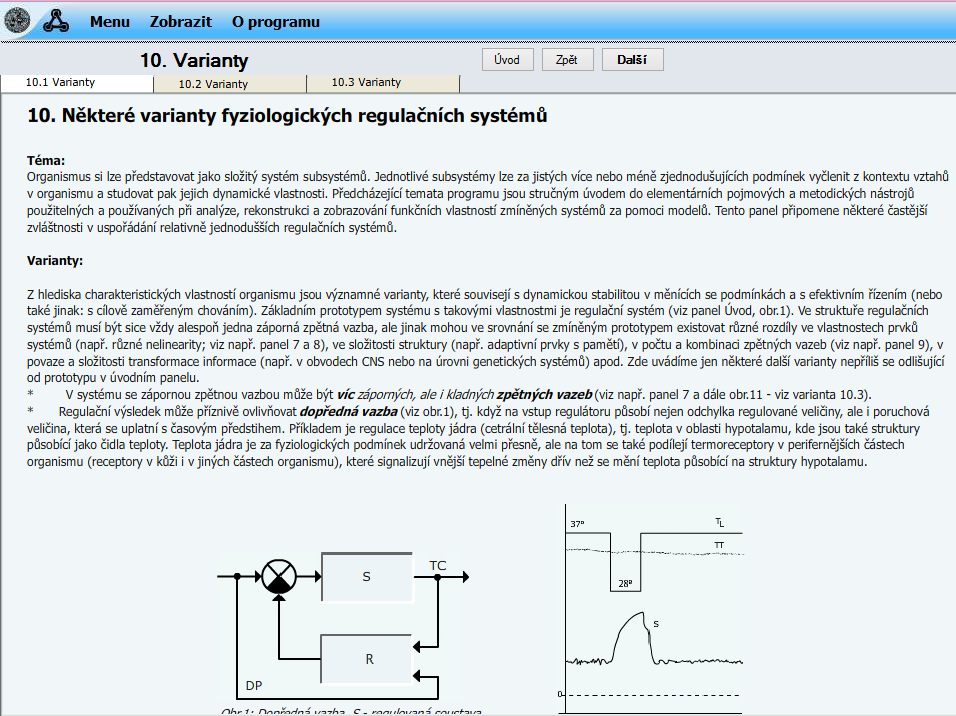 Menu Zobrazit O programu
10. Varianty
Úvod Zpět Další
10.1 Varianty 10.2 Varianty 10.3 Varianty
10. Některé varianty fyziologických regulačních systémů
Téma:
Organismus si lze představovat jako složitý systém subsystémů. Jednotlivé subsystémy lze za jistých více nebo méně zjednodušujících podmínek vyčlenit z kontextu vztahů
v organismu a studovat pak jejich dynamické vlastnosti. Předcházející temata programu jsou stručným úvodem do elementárních pojmových a metodických nástrojů
použitelných a používaných při analýze, rekonstrukci a zobrazování funkčních vlastností zmíněných systémů za pomoci modelů. Tento panel připomene některé častější
zvláštnosti v uspořádání relativně jednodušších regulačních systémů.
Varianty:
Z hlediska charakteristických vlastností organismu jsou významné varianty, které souvisejí s dynamickou stabilitou v měnících se podmínkách a s efektivním řízením (nebo
také jinak: s cílově zaměřeným chováním). Základním prototypem systému s takovými vlastnostmi je regulační systém (viz panel Úvod, obr.1). Ve struktuře regulačních
systémů musí být sice vždy alespoň jedna záporná zpětná vazba, ale jinak mohou ve srovnání se zmíněným prototypem existovat různé rozdíly ve vlastnostech prvků
systémů (např. různé nelinearity; viz např. panel 7 a 8), ve složitosti struktury (např. adaptivní prvky s pamětí), v počtu a kombinaci zpětných vazeb (viz např. panel 9), v
povaze a složitosti transformace informace (např. v obvodech CNS nebo na úrovni genetických systémů) apod. Zde uvádíme jen některé další varianty nepříliš se odlišující
od prototypu v úvodním panelu.
* V systému se zápornou zpětnou vazbou může být víc záporných, ale i kladných zpětných vazeb (viz např. panel 7 a dále obr.11 - viz varianta 10.3).
* Regulační výsledek může příznivě ovlivňovat dopředná vazba (viz obr.1), tj. když na vstup regulátoru působí nejen odchylka regulované veličiny, ale i poruchová
veličina, která se uplatní s časovým předstihem. Příkladem je regulace teploty jádra (cetrální tělesná teplota), tj. teplota v oblasti hypotalamu, kde jsou také struktury
působící jako čidla teploty. Teplota jádra je za fyziologických podmínek udržovaná velmi přesně, ale na tom se také podílejí termoreceptory v perifernějších částech
organismu (receptory v kůži i v jiných částech organismu), které signalizují vnější tepelné změny dřív než se mění teplota působící na struktury hypotalamu.
37º TL
TT
28º
S TC
S
R
DP
0
Obr.1: Dopředná vazba. S - regulovaná soustava